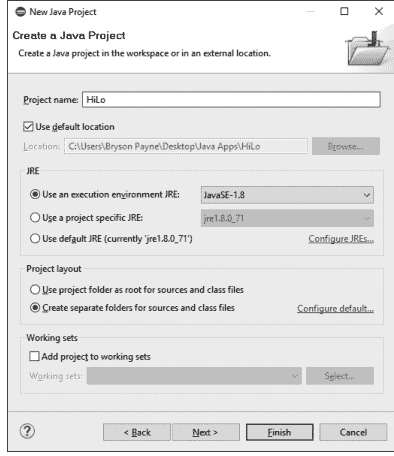 New Java Project
Create a Java Project
Create a Java project in the workspace or in an external location.
Project name: HiLo
Use default location
Location: C:\Users\Bryson Payne\Desktop\Java Apps\HiLo Browse...
JRE
Use an execution environment JRE: JavaSE-1.8
Use a project specific JRE: jre1.8.0_71
Use default JRE (currently 'jre1.8.0_71') Configure JREs...
Project layout
Use project folder as root for sources and class files
Create separate folders for sources and class files Configure default...
Working sets
Add project to working sets
Working sets: Select...
? < Back Next > Finish Cancel